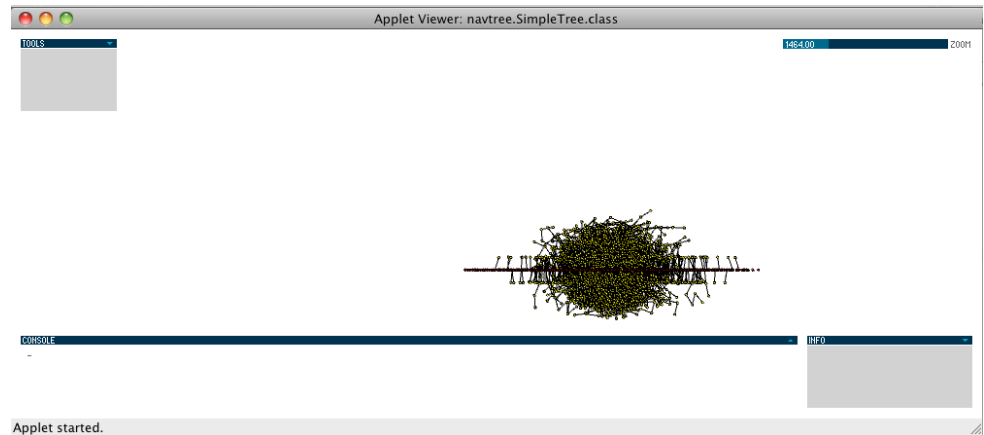 Applet Viewer: navtree.SimpleTree.class
TOOLS
1464.00 ZOOM
CONSOLE
INFO
Applet started.